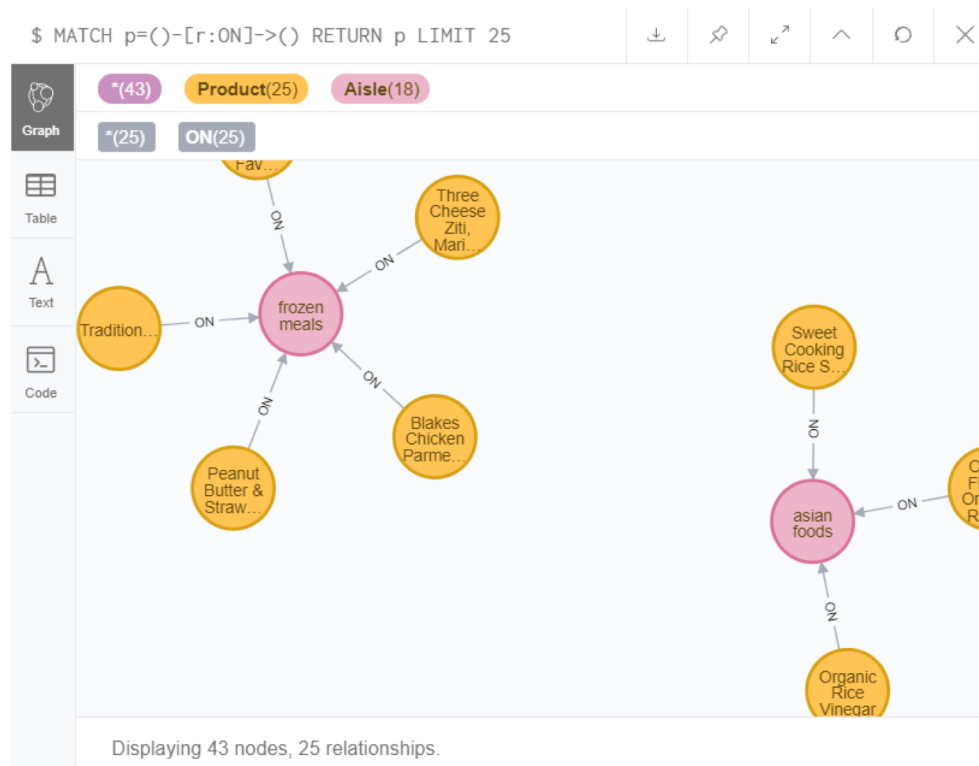 $ MATCH p=()-[r:ON]->() RETURN p LIMIT 25
*(43) Product(25) Aisle(18)
*(25) ON(25)
Graph
Table
Text
Code
Fav...
ON
Three
Cheese
Ziti,
Mari...
ON
frozen
meals
Tradition...
ON
ON
Peanut
Butter &
Straw...
ON
Blakes
Chicken
Parme...
Sweet
Cooking
Rice S...
ON
asian
foods
ON
ON
Organic
Rice
Vinegar
Displaying 43 nodes, 25 relationships.